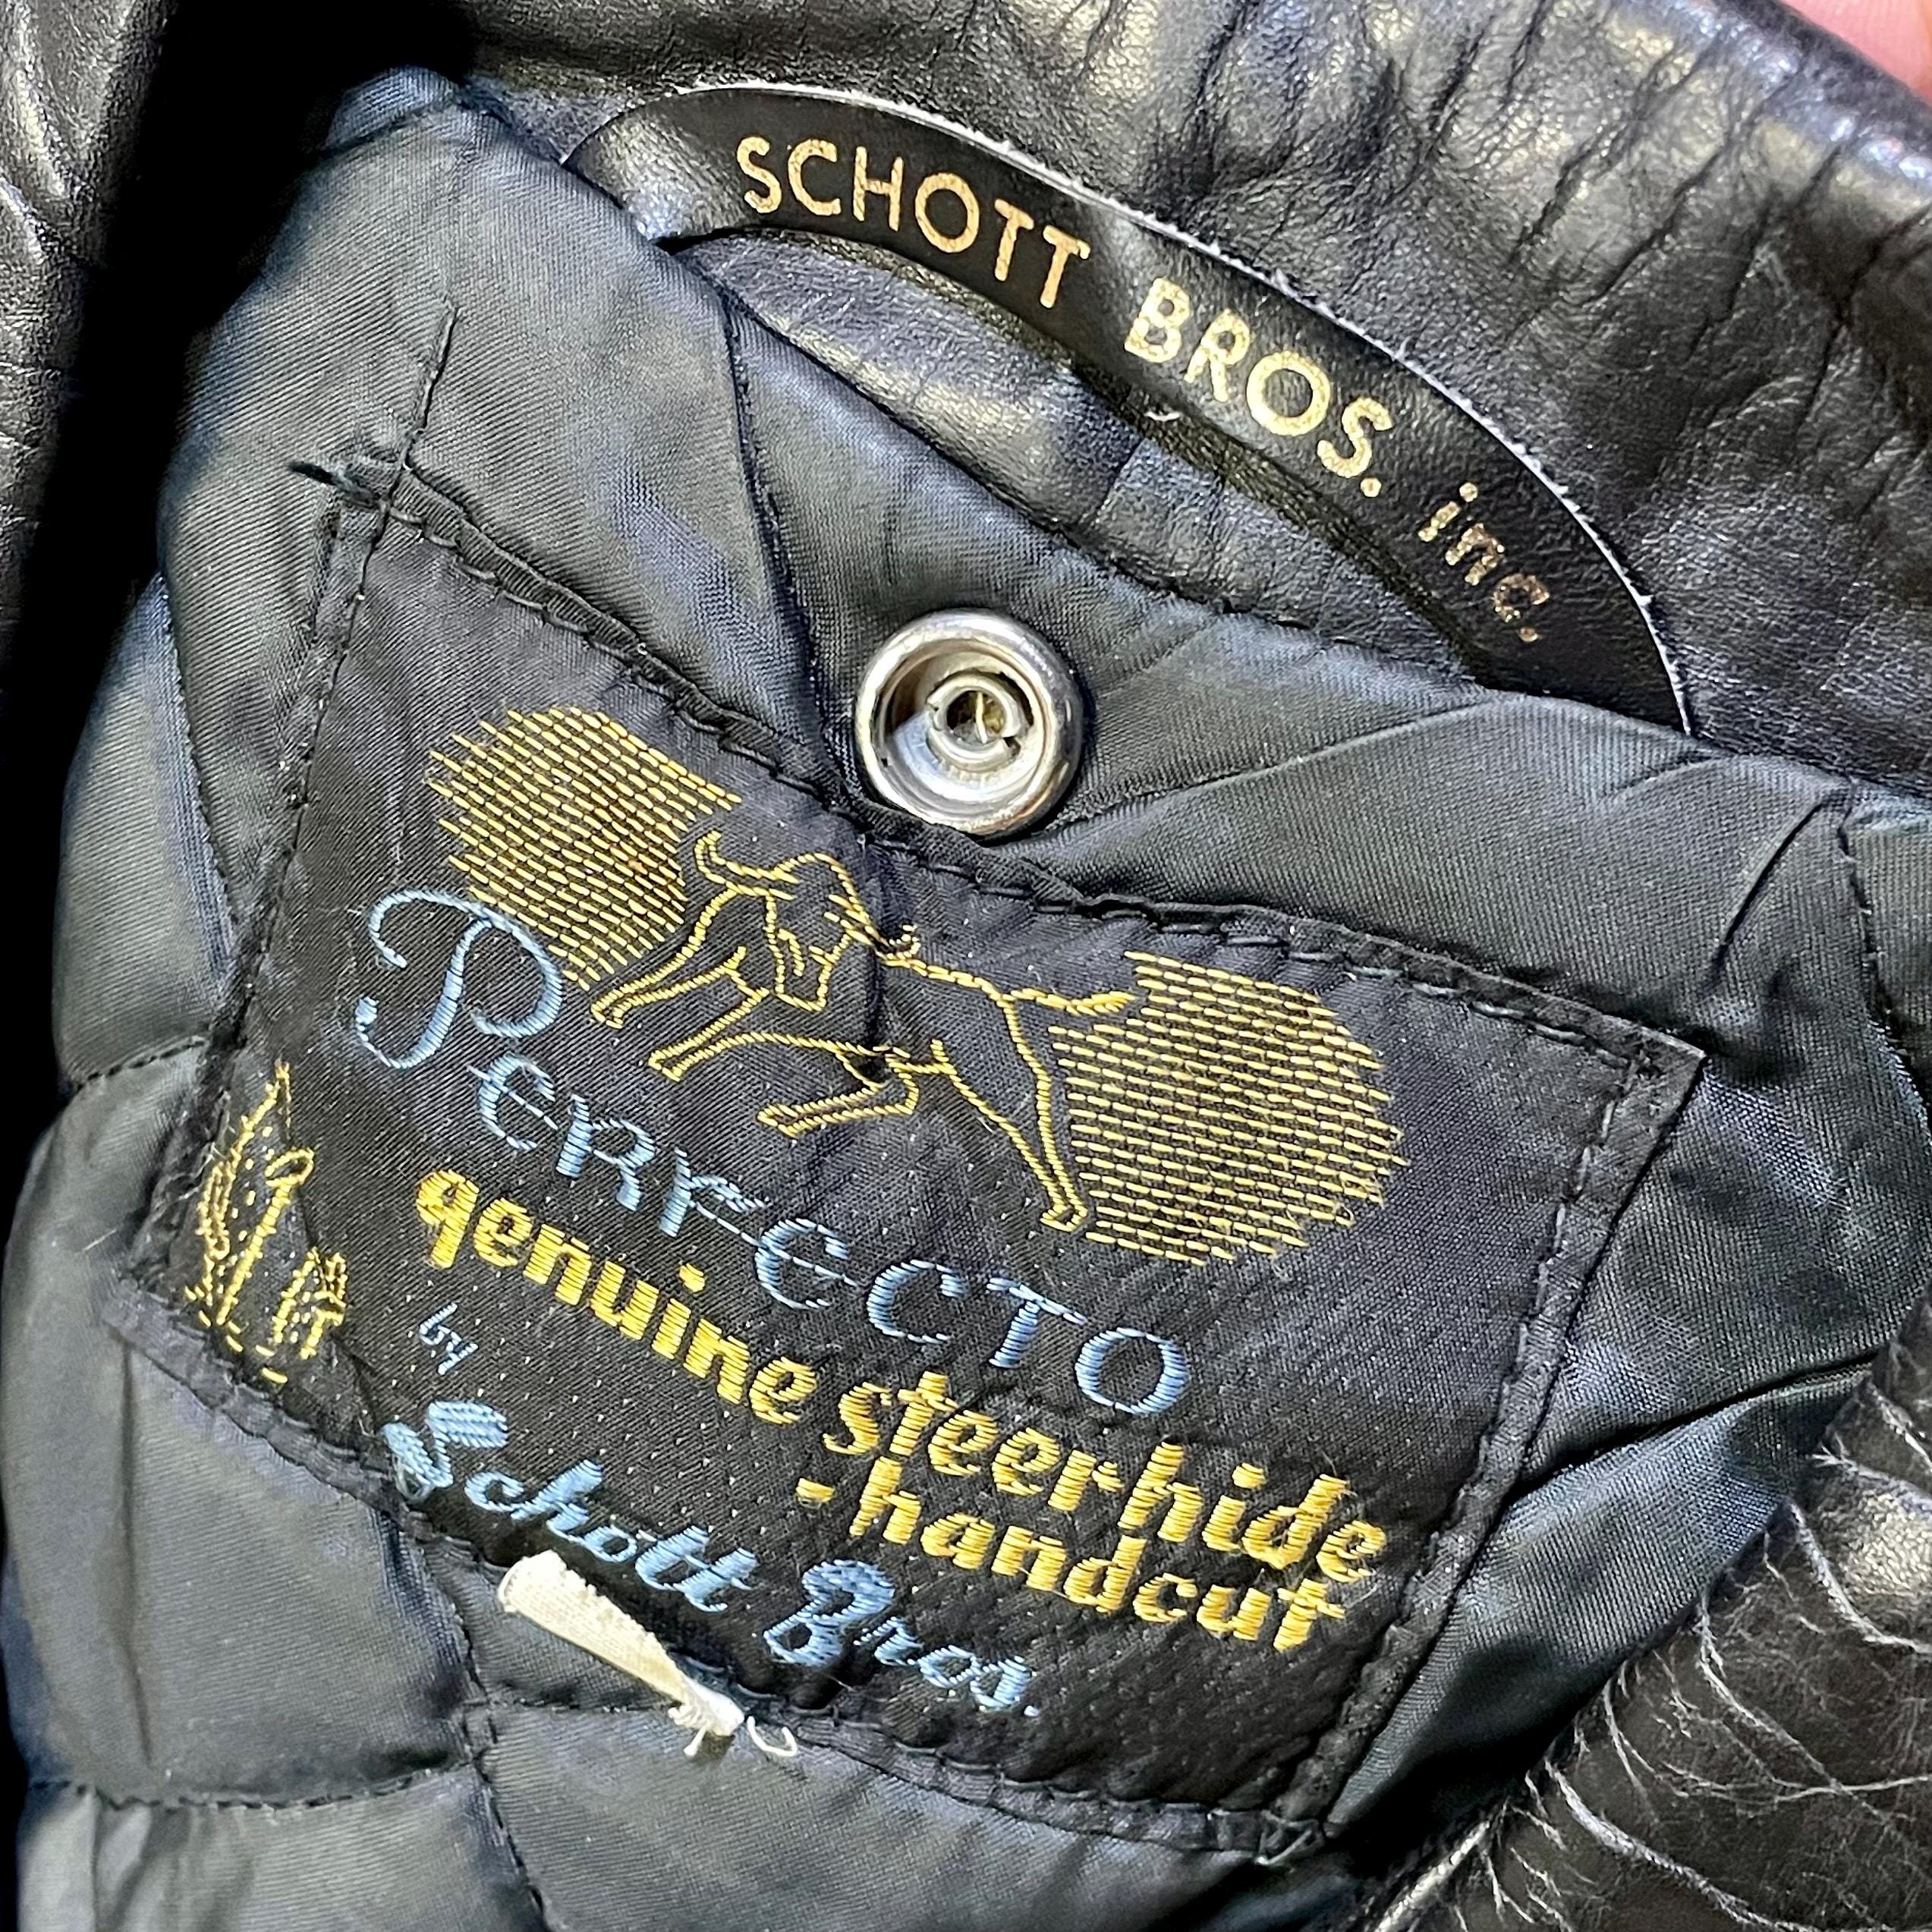 SCHOTT BROS. inc.
PERFECTO
genuine steerhide
-handcut
by
Schott Bros.